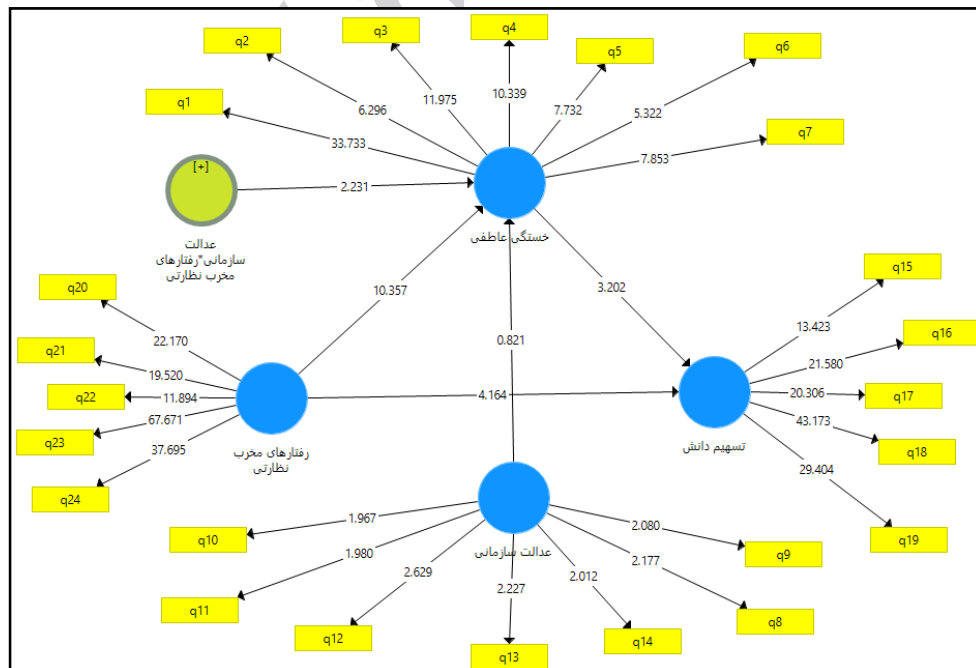 q4
q3
q6
q2
q5
q1
10.339
11.975
7.732
5.322
6.296
q7
33.733
7.853
[+]
2.231
خستگی عاطفی
عدالت
سازمانی*رفتارهای
مخرب نظارتی
q15
q20
10.357
3.202
13.423
q16
22.170
0.821
21.580
q21
19.520
q22
11.894
4.164
20.306
q17
67.671
43.173
q23
37.695
رفتارهای مخرب
نظارتی
تسهیم دانش
q18
29.404
q24
q10
1.967
عدالت سازمانی
2.080
q9
q19
1.980
2.177
2.629
2.012
q11
2.227
q8
q12
q14
q13